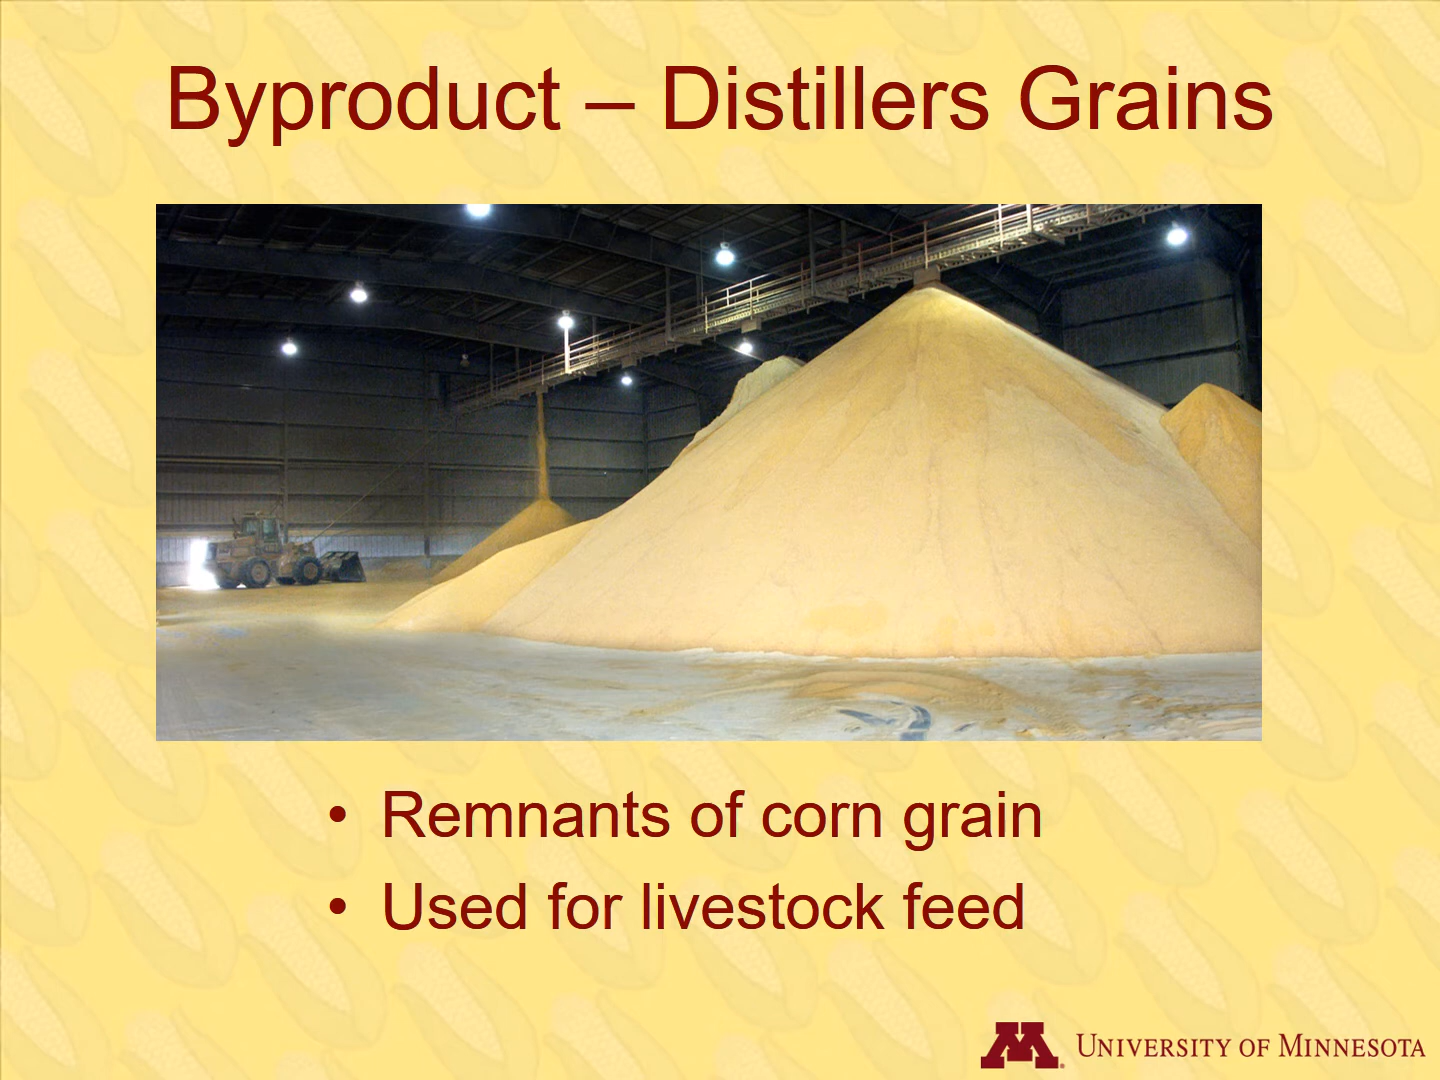 Byproduct – Distillers Grains
• Remnants of corn grain
• Used for livestock feed
M UNIVERSITY OF MINNESOTA